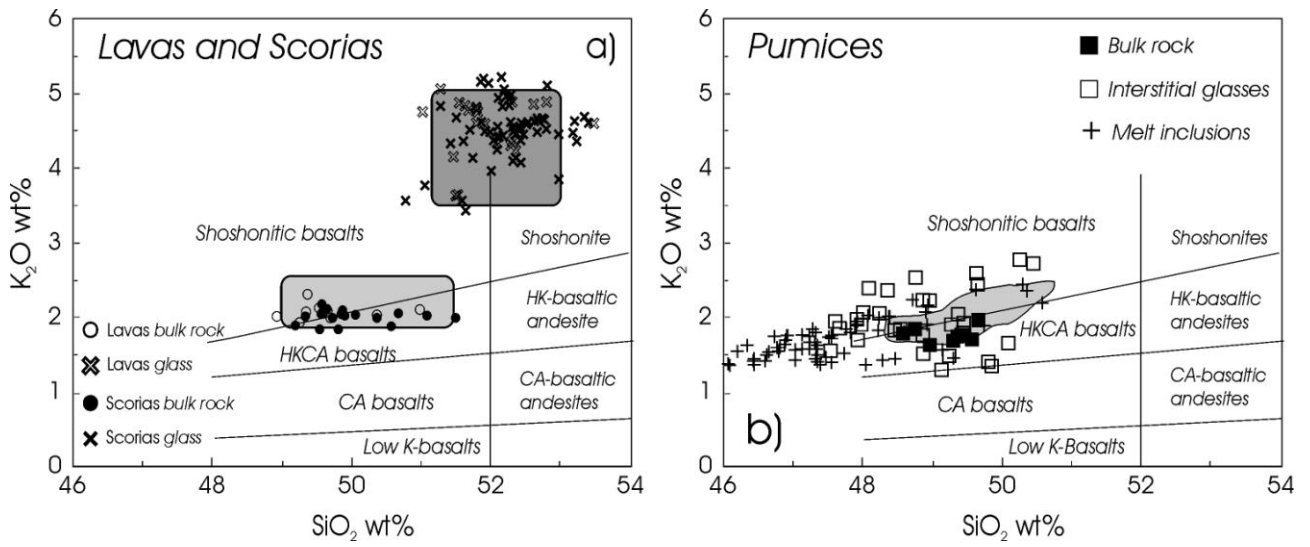 Lavas and Scorias
a)
6
5
4
3
2
1
0
K2O wt%
Shoshonitic basalts
Shoshonite
HK-basaltic
andesite
HKCA basalts
CA-basaltic
andesites
CA basalts
Low K-basalts
Lavas bulk rock
Lavas glass
Scorias bulk rock
Scorias glass
46 48 50 52 54
SiO2 wt%
Pumices
Bulk rock
Interstitial glasses
Melt inclusions
6
5
4
3
2
1
0
K2O wt%
Shoshonitic basalts
Shoshonites
HK-basaltic
andesite
HKCA basalts
CA-basaltic
andesites
CA basalts
b)
Low K-Basalts
46 48 50 52 54
SiO2 wt%